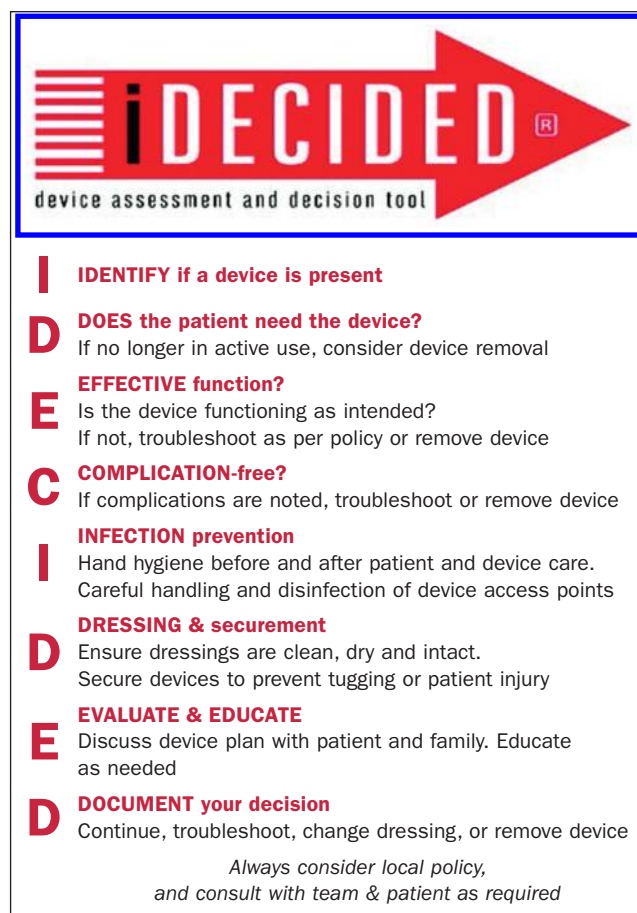 iDECIDED ®
device assessment and decision tool
I IDENTIFY if a device is present
D DOES the patient need the device?
If no longer in active use, consider device removal
E EFFECTIVE function?
Is the device functioning as intended?
If not, troubleshoot as per policy or remove device
C COMPLICATION-free?
If complications are noted, troubleshoot or remove device
I INFECTION prevention
Hand hygiene before and after patient and device care.
Careful handling and disinfection of device access points
D DRESSING & securement
Ensure dressings are clean, dry and intact.
Secure devices to prevent tugging or patient injury
E EVALUATE & EDUCATE
Discuss device plan with patient and family. Educate
as needed
D DOCUMENT your decision
Continue, troubleshoot, change dressing, or remove device
Always consider local policy,
and consult with team & patient as required